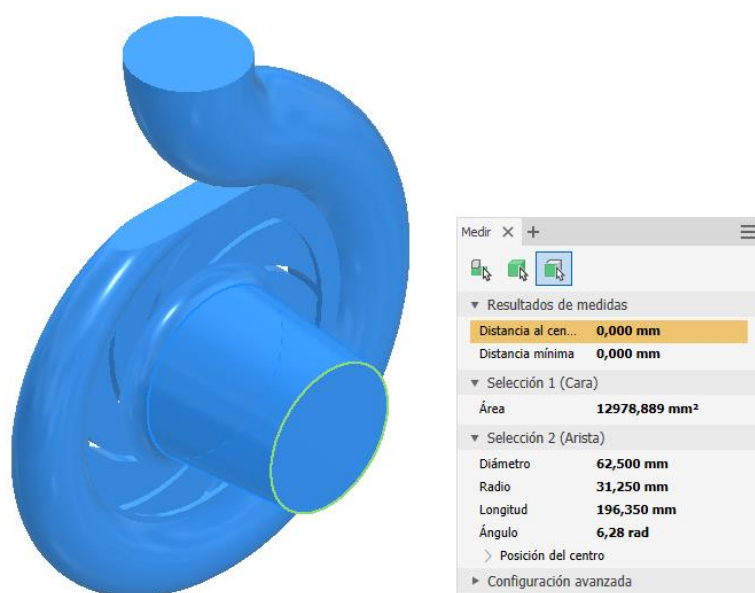 Medir
Resultados de medidas
Distancia al cen... 0,000 mm
Distancia mínima 0,000 mm
Selección 1 (Cara)
Área 12978,889 mm²
Selección 2 (Arista)
Diámetro 62,500 mm
Radio 31,250 mm
Longitud 196,350 mm
Ángulo 6,28 rad
Posición del centro
Configuración avanzada